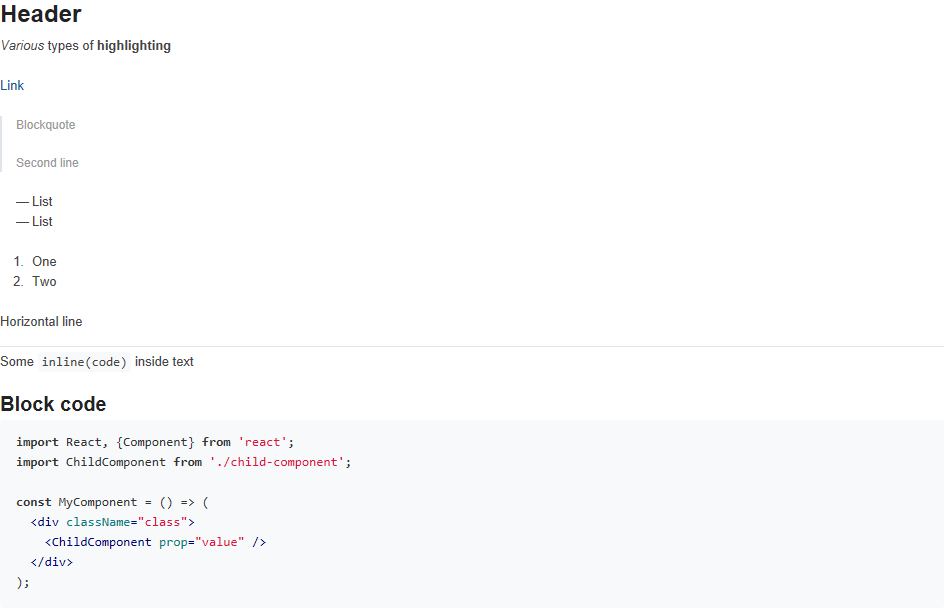 Header
Various types of highlighting
Link
Blockquote
Second line
— List
— List
1. One
2. Two
Horizontal line
Some inline(code) inside text
Block code
import React, {Component} from 'react';
import ChildComponent from './child-component';
const MyComponent = () => (
  <div className="class">
    <ChildComponent prop="value" />
  </div>
);